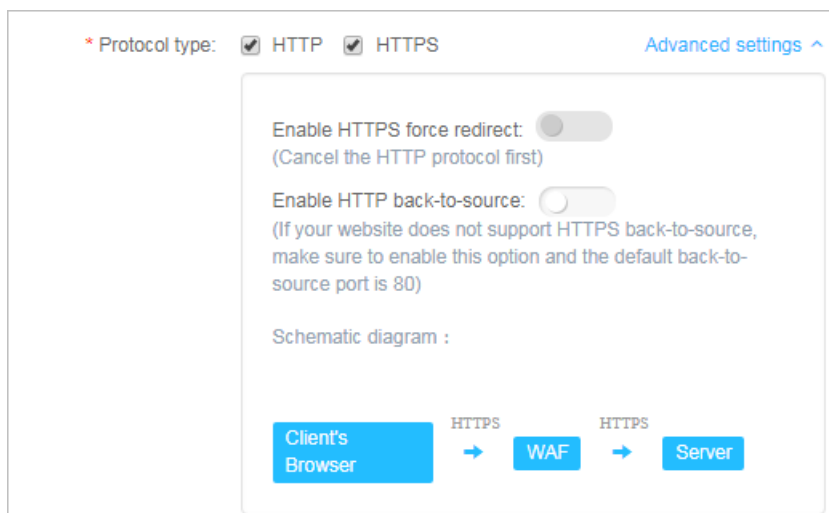 * Protocol type: HTTP HTTPS Advanced settings
Enable HTTPS force redirect:
(Cancel the HTTP protocol first)
Enable HTTP back-to-source:
(If your website does not support HTTPS back-to-source,
make sure to enable this option and the default back-to-
source port is 80)
Schematic diagram :
HTTPS HTTPS
Client's
Browser
WAF
Server